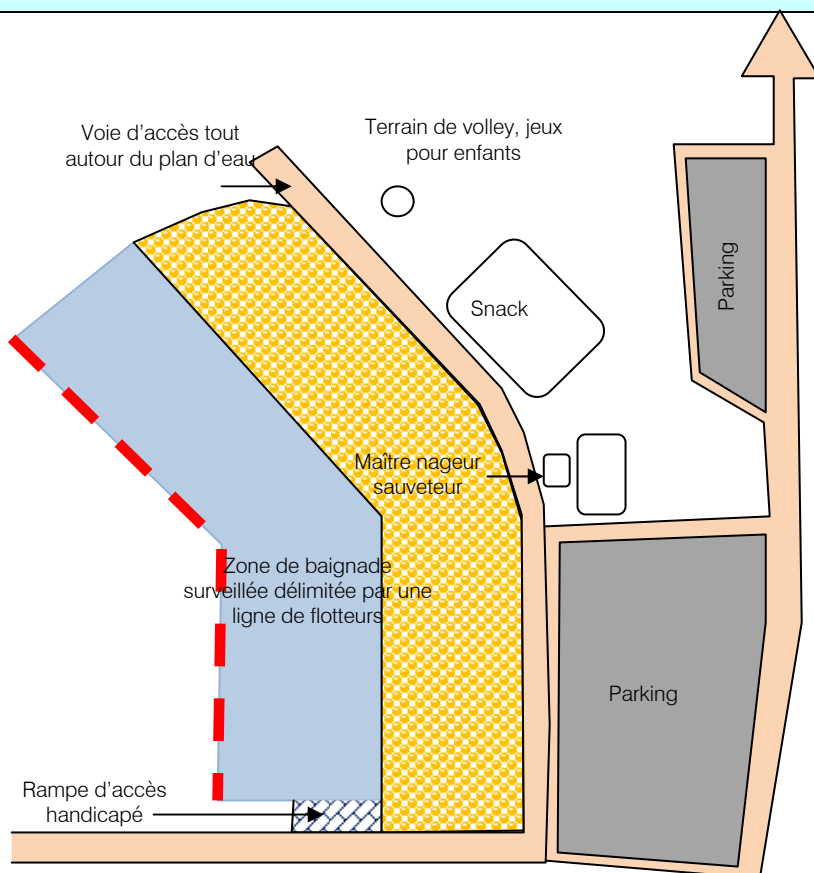 Voie d'accès tout
autour du plan d'eau
Terrain de volley, jeux
pour enfants
Parking
Snack
Maître nageur
sauveteur
Zone de baignade
surveillée délimitée par une
ligne de flotteurs
Parking
Rampe d'accès
handicapé